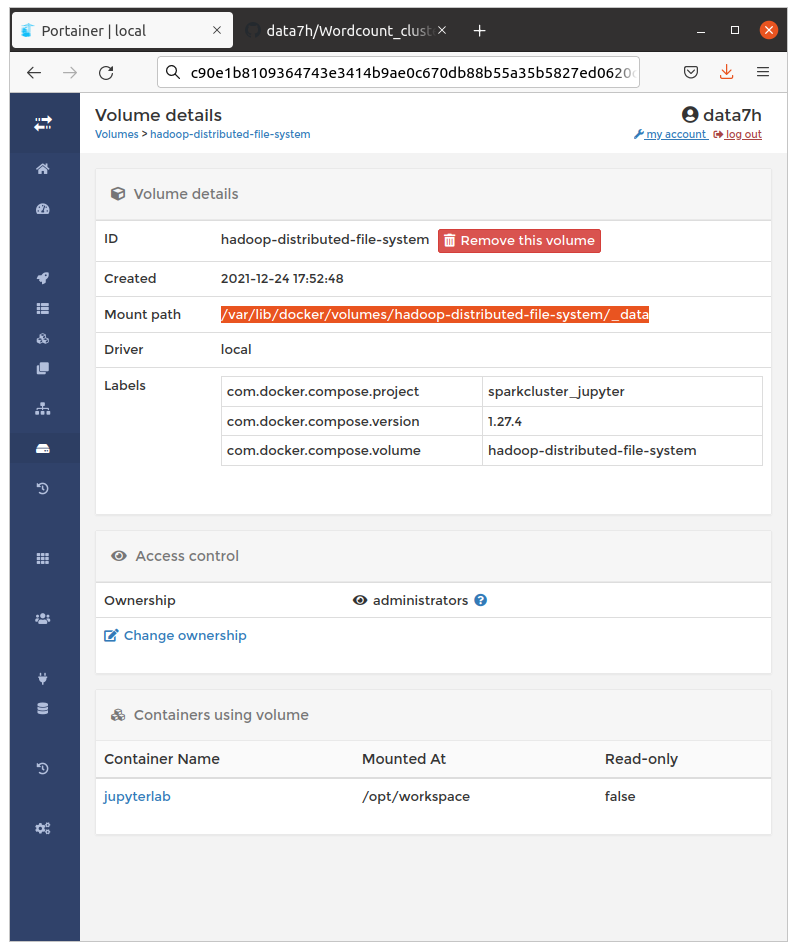 Portainer | local
data7h/Wordcount_clust
c90e1b8109364743e3414b9ae0c670db88b55a35b5827ed0620
Volume details
data7h
Volumes > hadoop-distributed-file-system
my account log out
Volume details
ID hadoop-distributed-file-system Remove this volume
Created 2021-12-24 17:52:48
Mount path /var/lib/docker/volumes/hadoop-distributed-file-system/_data
Driver local
Labels com.docker.compose.project sparkcluster_jupyter
com.docker.compose.version 1.27.4
com.docker.compose.volume hadoop-distributed-file-system
Access control
Ownership administrators
Change ownership
Containers using volume
Container Name Mounted At Read-only
jupyterlab /opt/workspace false